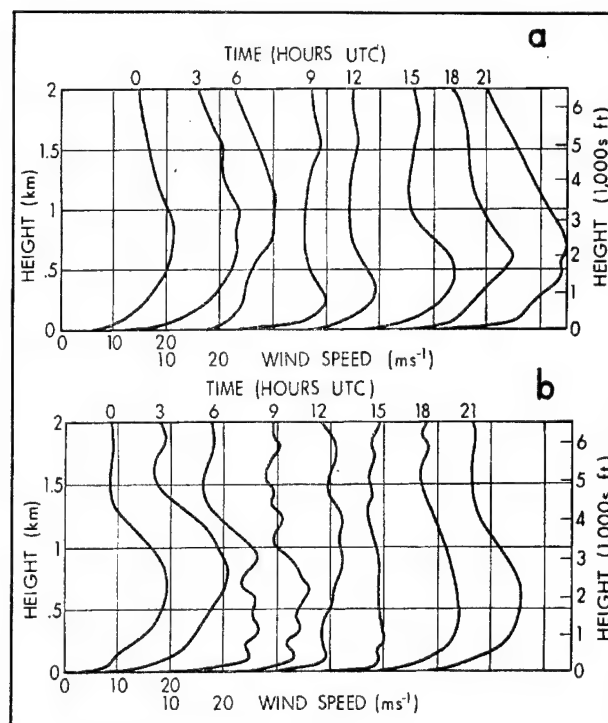 a
TIME (HOURS UTC)
0 3 6 9 12 15 18 21
2 1.5 1 0.5 0
HEIGHT (km)
6 5 4 3 2 1 0
HEIGHT (1,000s ft)
0 10 20
10 20 WIND SPEED (ms⁻¹)
TIME (HOURS UTC)
b
0 3 6 9 12 15 18 21
2 1.5 1 .5 0
HEIGHT (km)
6 5 4 3 2 1 0
HEIGHT (1,000s ft)
0 10 20
10 20 WIND SPEED (ms⁻¹)